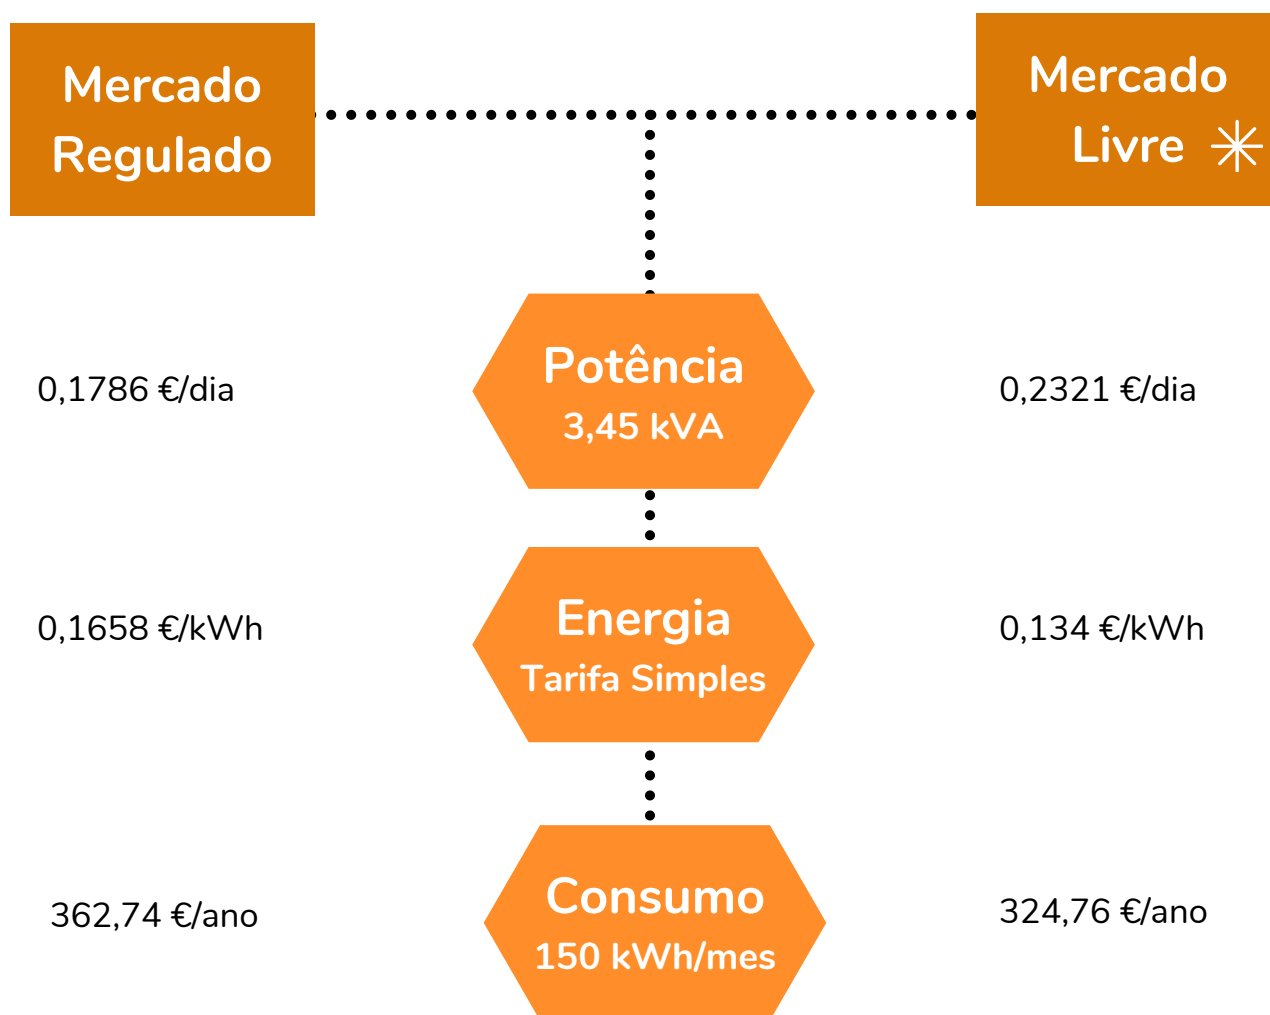 Mercado
Regulado
Mercado
Livre
Potência
3,45 kVA
0,1786 €/dia
0,2321 €/dia
Energia
Tarifa Simples
0,1658 €/kWh
0,134 €/kWh
Consumo
150 kWh/mes
362,74 €/ano
324,76 €/ano